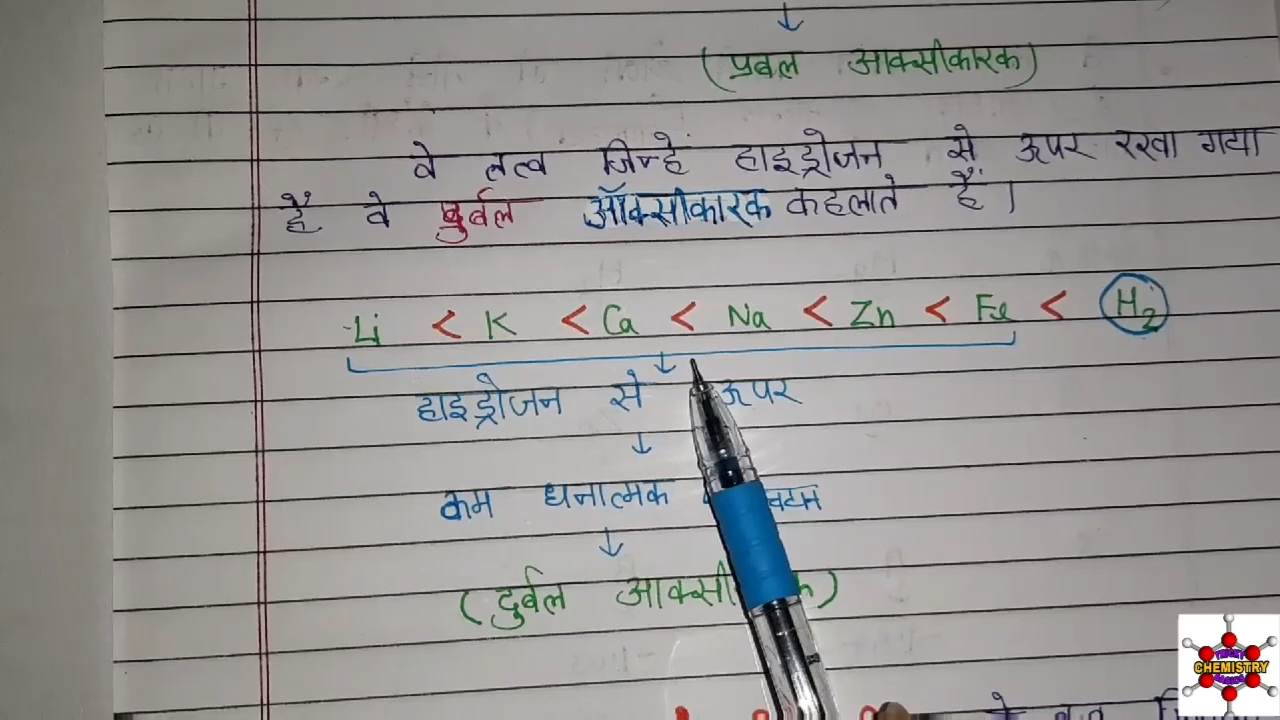 (प्रबल आक्सीकारक)
वे तत्व जिन्हें हाइड्रोजन से ऊपर रखा गया
हैं वे दुर्बल ऑक्सीकारक कहलाते हैं।
Li < K < Ca < Na < Zn < Fe < H₂
हाइड्रोजन से ऊपर
कम धनात्मक
(दुर्बल
CHEMISTRY